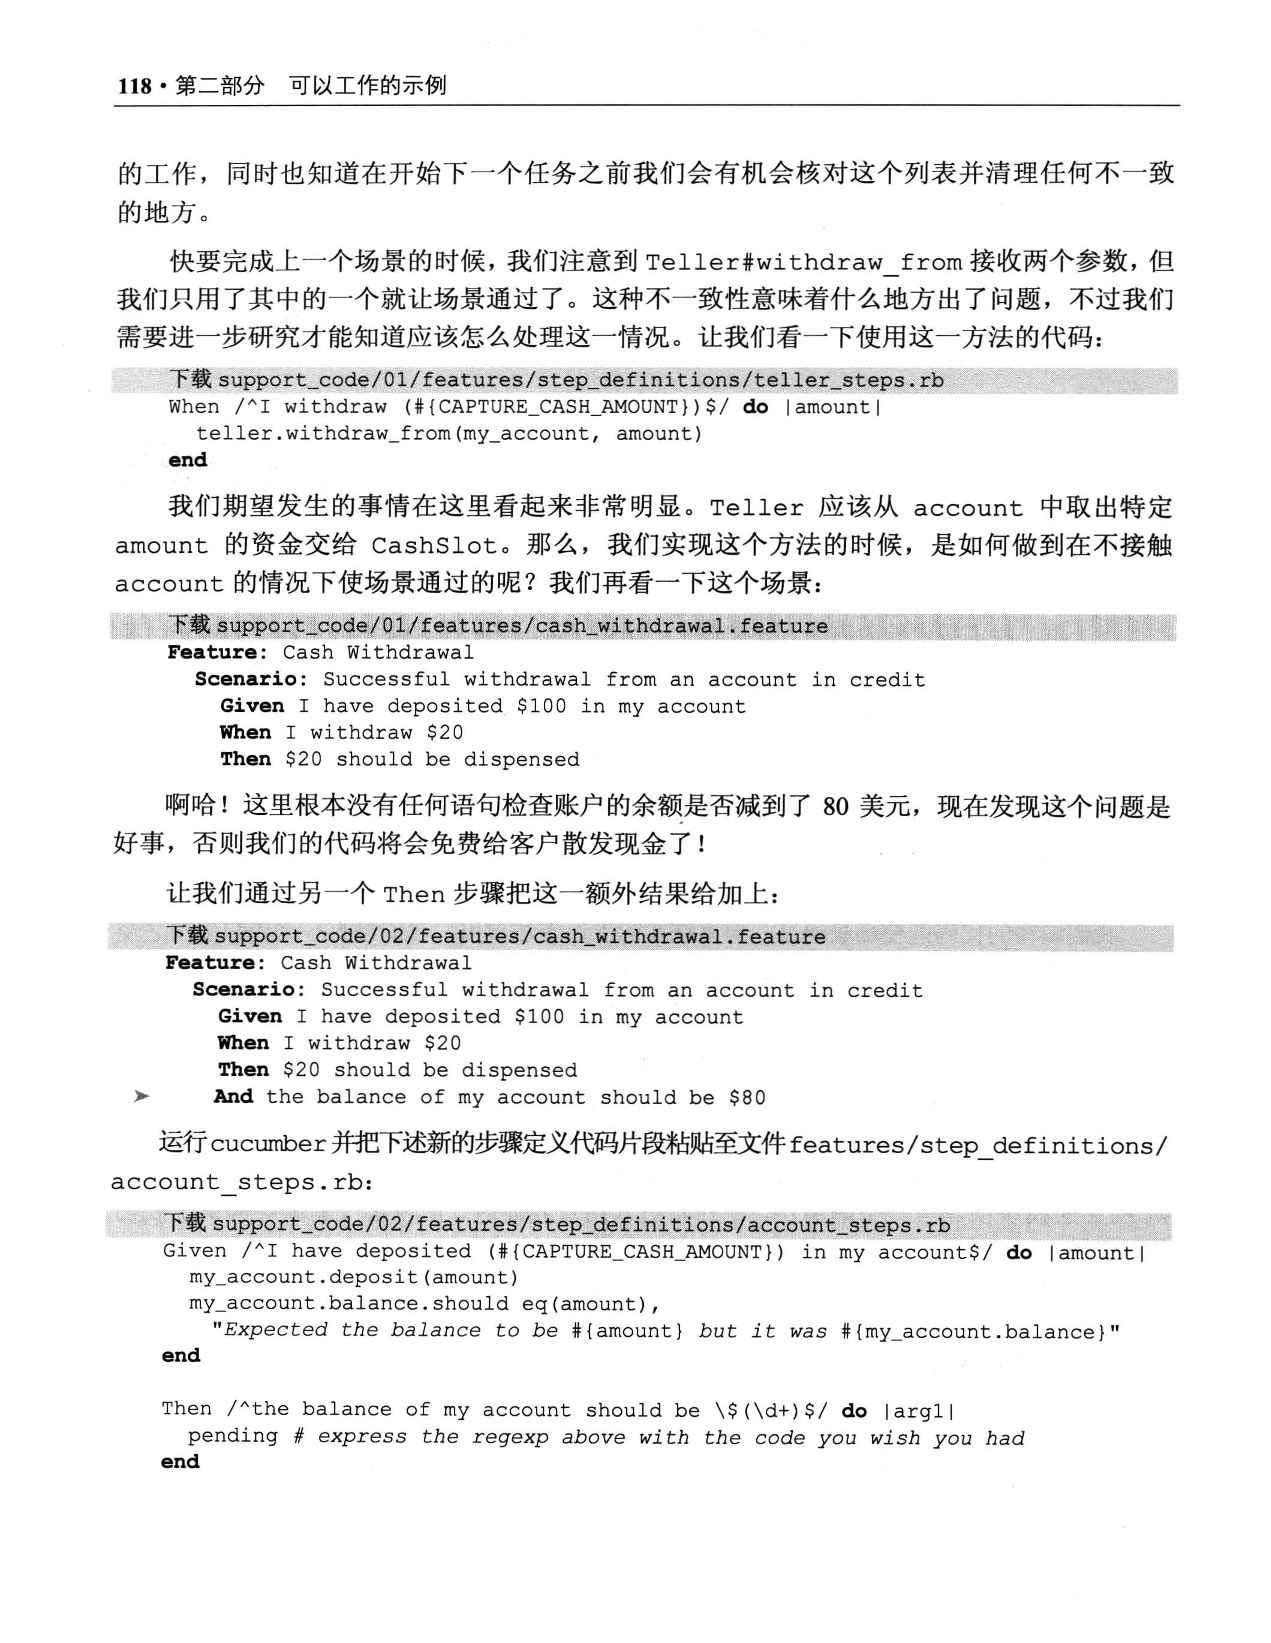 118 • 第二部分　可以工作的示例
的工作，同时也知道在开始下一个任务之前我们会有机会核对这个列表并清理任何不一致
的地方。
快要完成上一个场景的时候，我们注意到 Teller#withdraw_from 接收两个参数，但
我们只用了其中的一个就让场景通过了。这种不一致性意味着什么地方出了问题，不过我们
需要进一步研究才能知道应该怎么处理这一情况。让我们看一下使用这一方法的代码：
下载 support_code/01/features/step_definitions/teller_steps.rb
When /^I withdraw (#{CAPTURE_CASH_AMOUNT})$/ do |amount|
  teller.withdraw_from(my_account, amount)
end
我们期望发生的事情在这里看起来非常明显。Teller 应该从 account 中取出特定
amount 的资金交给 CashSlot。那么，我们实现这个方法的时候，是如何做到在不接触
account 的情况下使场景通过的呢？我们再看一下这个场景：
下载 support_code/01/features/cash_withdrawal.feature
Feature: Cash Withdrawal
  Scenario: Successful withdrawal from an account in credit
    Given I have deposited $100 in my account
    When I withdraw $20
    Then $20 should be dispensed
啊哈！这里根本没有任何语句检查账户的余额是否减到了 80 美元，现在发现这个问题是
好事，否则我们的代码将会免费给客户散发现金了！
让我们通过另一个 Then 步骤把这一额外结果给加上：
下载 support_code/02/features/cash_withdrawal.feature
Feature: Cash Withdrawal
  Scenario: Successful withdrawal from an account in credit
    Given I have deposited $100 in my account
    When I withdraw $20
    Then $20 should be dispensed
➤    And the balance of my account should be $80
运行 cucumber 并把下述新的步骤定义代码片段粘贴至文件 features/step_definitions/
account_steps.rb:
下载 support_code/02/features/step_definitions/account_steps.rb
Given /^I have deposited (#{CAPTURE_CASH_AMOUNT}) in my account$/ do |amount|
  my_account.deposit(amount)
  my_account.balance.should eq(amount),
    "Expected the balance to be #{amount} but it was #{my_account.balance}"
end
Then /^the balance of my account should be \$(\d+)$/ do |arg1|
  pending # express the regexp above with the code you wish you had
end